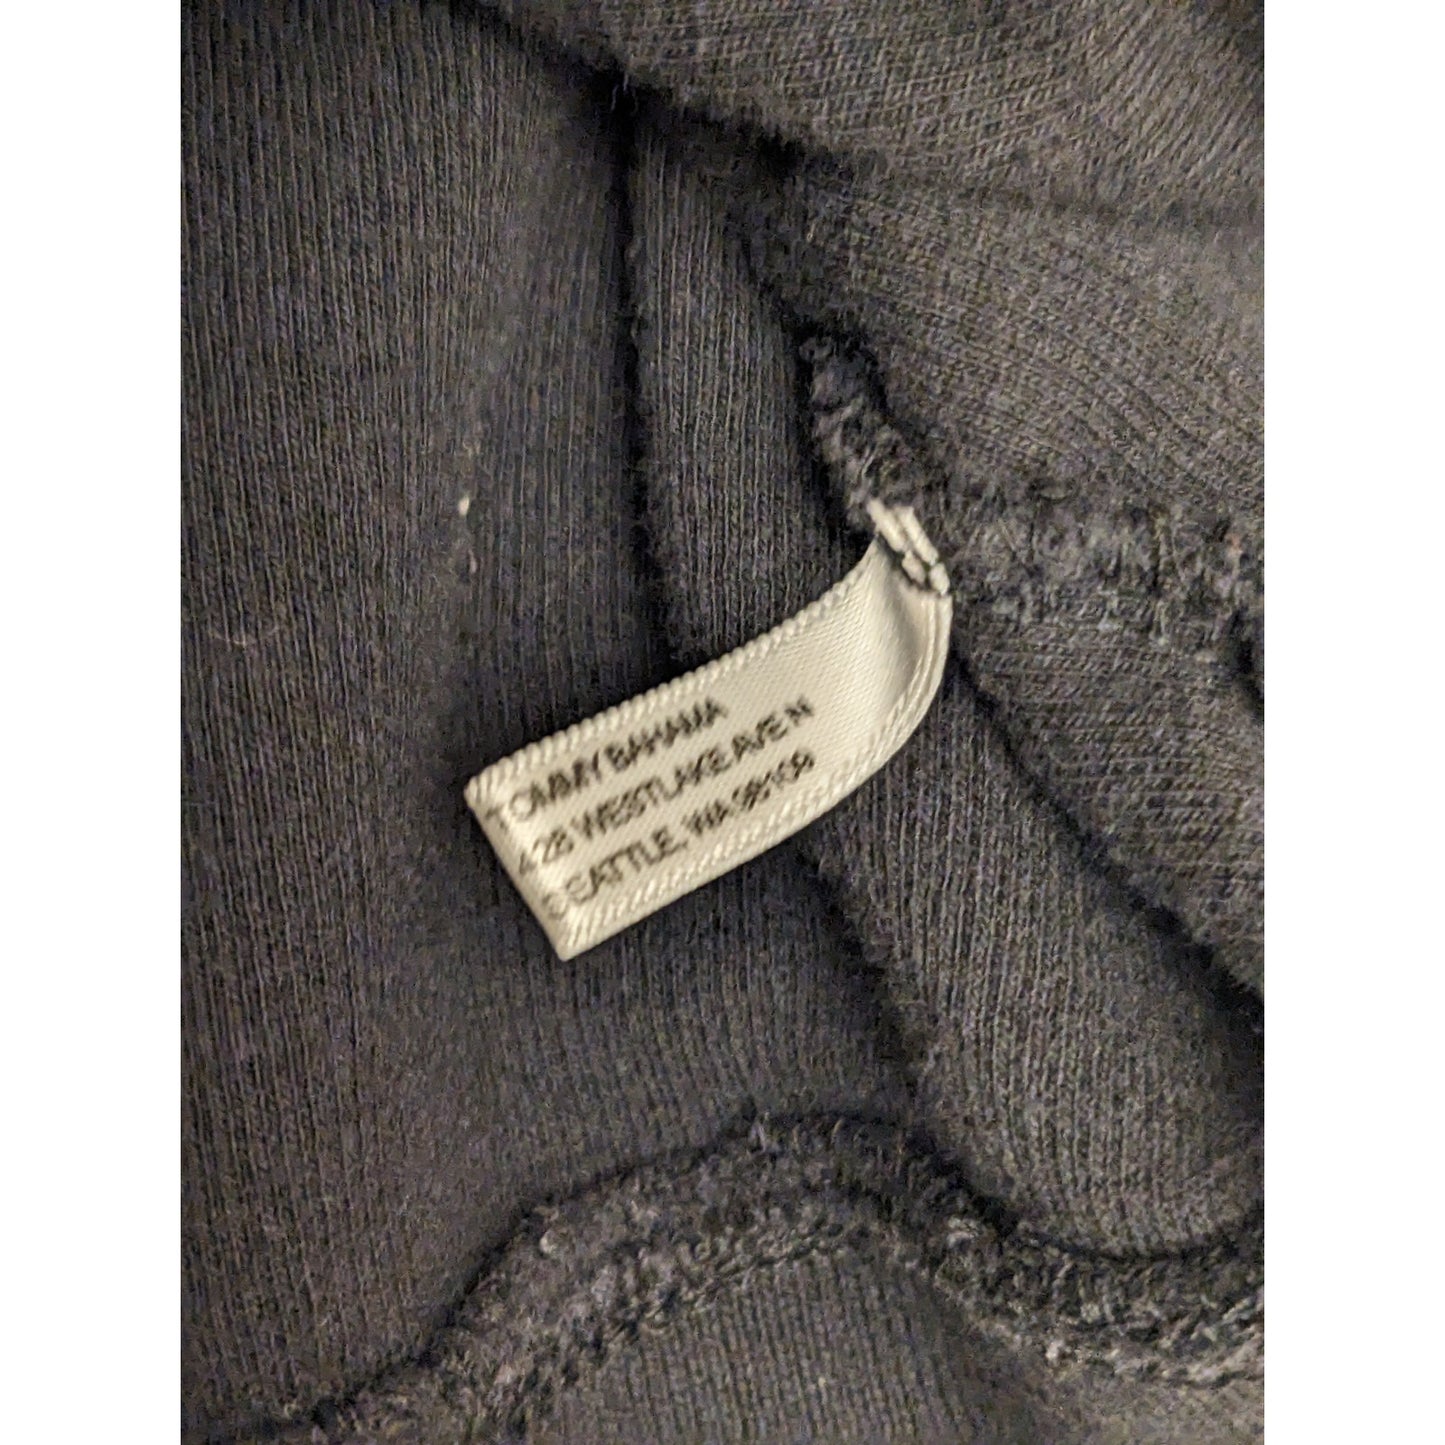 TOMMY BAHAMA
428 WESTLAKE AVE N
SEATTLE, WA 98109